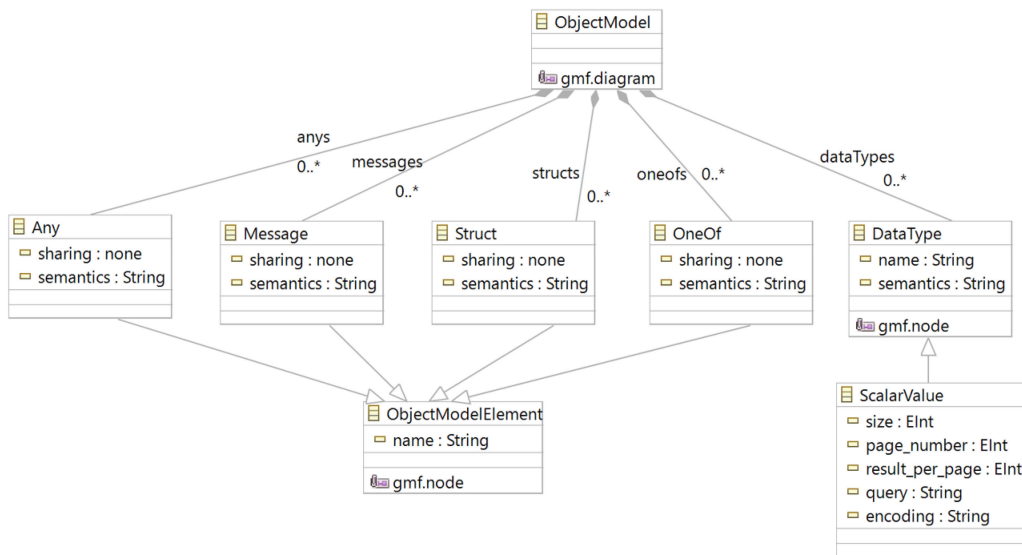 ObjectModel
gmf.diagram
anys
0..*
messages
0..*
structs
0..*
oneofs
0..*
dataTypes
0..*
Any
sharing : none
semantics : String
Message
sharing : none
semantics : String
Struct
sharing : none
semantics : String
OneOf
sharing : none
semantics : String
DataType
name : String
semantics : String
gmf.node
ObjectModelElement
name : String
gmf.node
ScalarValue
size : EInt
page_number : EInt
result_per_page : EInt
query : String
encoding : String